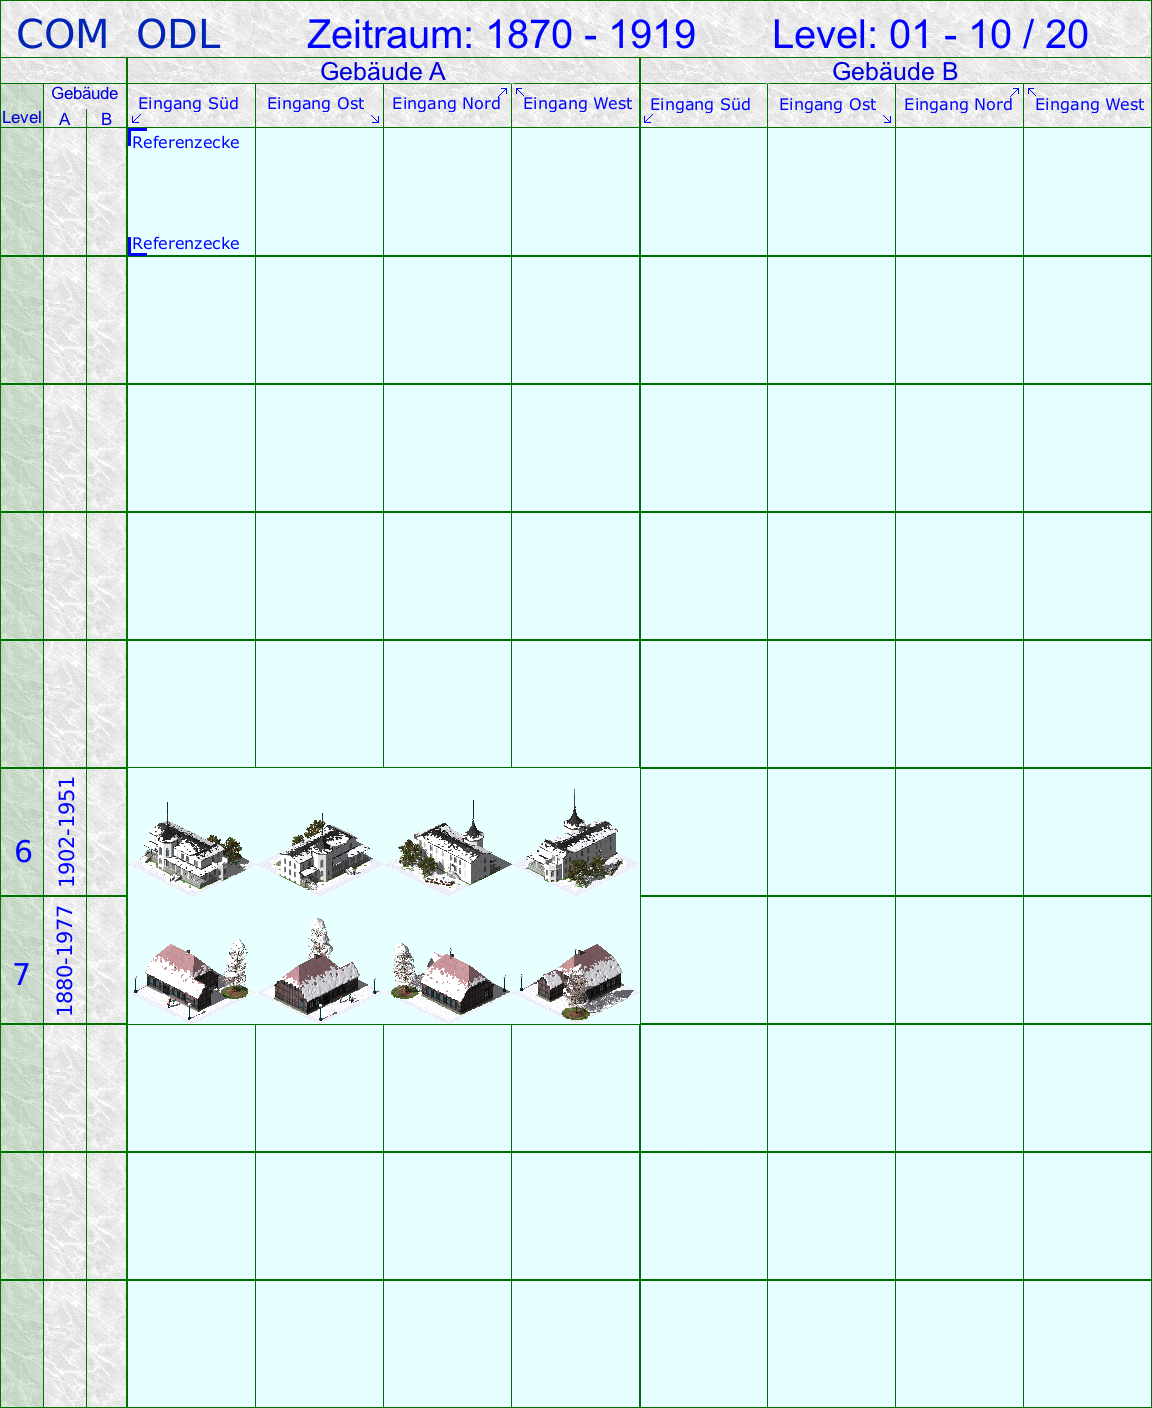 COM ODL Zeitraum: 1870 - 1919 Level: 01 - 10 / 20
Gebäude A Gebäude B
Level Gebäude A B
Eingang Süd Eingang Ost Eingang Nord Eingang West Eingang Süd Eingang Ost Eingang Nord Eingang West
Referenzecke
Referenzecke
6 1902-1951
7 1880-1977